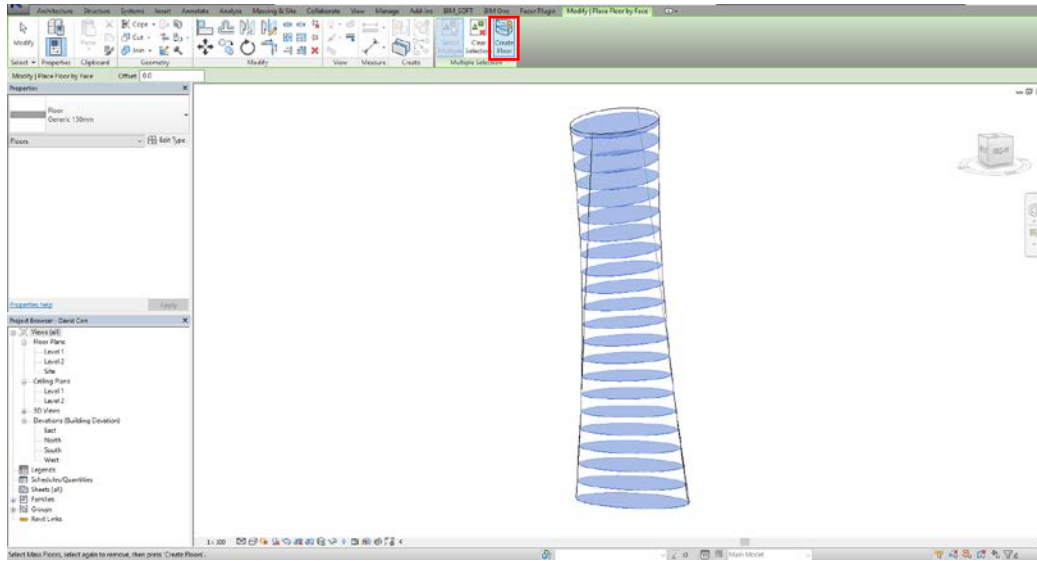 Architecture Structure Systems Insert Annotate Analyze Massing & Site Collaborate View Manage Add-Ins BIM_SOFT BIM One FazerPlugin Modify | Place Floor by Face
Modify
Paste
Cope
Cut
Join
Select Multiple
Clear Selection
Create Floor
Select Properties Clipboard Geometry Modify View Measure Create Multiple Selection
Modify | Place Floor by Face Offset 0.0
Properties
Floor
Generic 150mm
Floors Edit Type
Properties help Apply
Project Browser - David Com
Views (all)
Floor Plans
Level 1
Level 2
Site
Ceiling Plans
Level 1
Level 2
3D Views
Elevations (Building Elevation)
East
North
South
West
Legends
Schedules/Quantities
Sheets (all)
Families
Groups
Revit Links
1 : 100
Select Mass Floors, select again to remove, then press 'Create Floors'.
Main Model